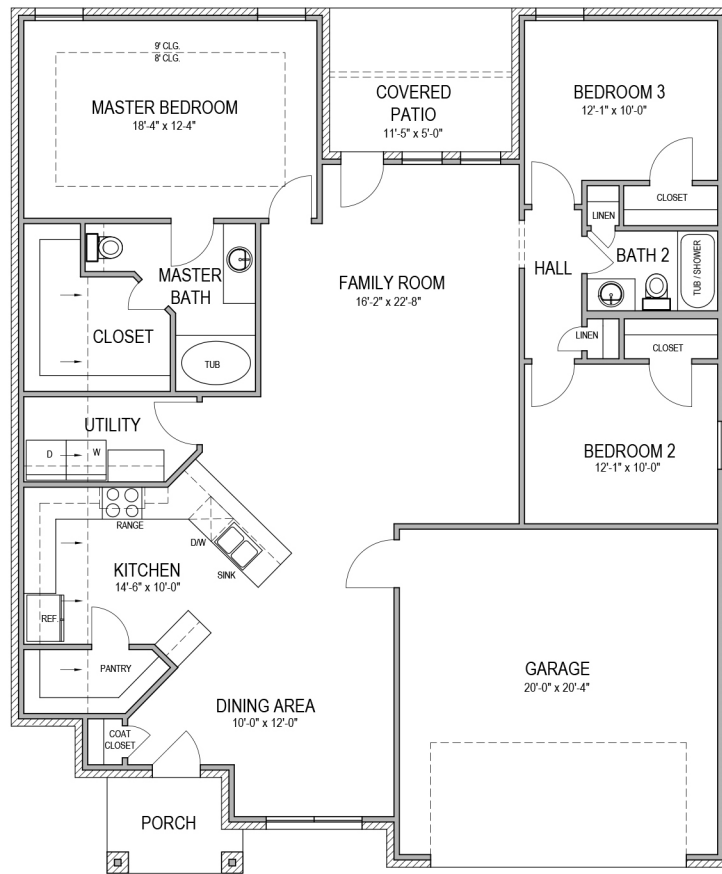 9' CLG.
8' CLG.
MASTER BEDROOM
18'-4" x 12-4"
COVERED
PATIO
11'-5" x 5'-0"
BEDROOM 3
12'-1" x 10'-0"
CLOSET
LINEN
BATH 2
TUB / SHOWER
HALL
FAMILY ROOM
16'-2" x 22'-8"
MASTER
BATH
CLOSET
TUB
LINEN
CLOSET
UTILITY
D
W
BEDROOM 2
12'-1" x 10'-0"
RANGE
D/W
SINK
KITCHEN
14'-6" x 10'-0"
REF.
PANTRY
GARAGE
20'-0" x 20'-4"
DINING AREA
10'-0" x 12'-0"
COAT
CLOSET
PORCH